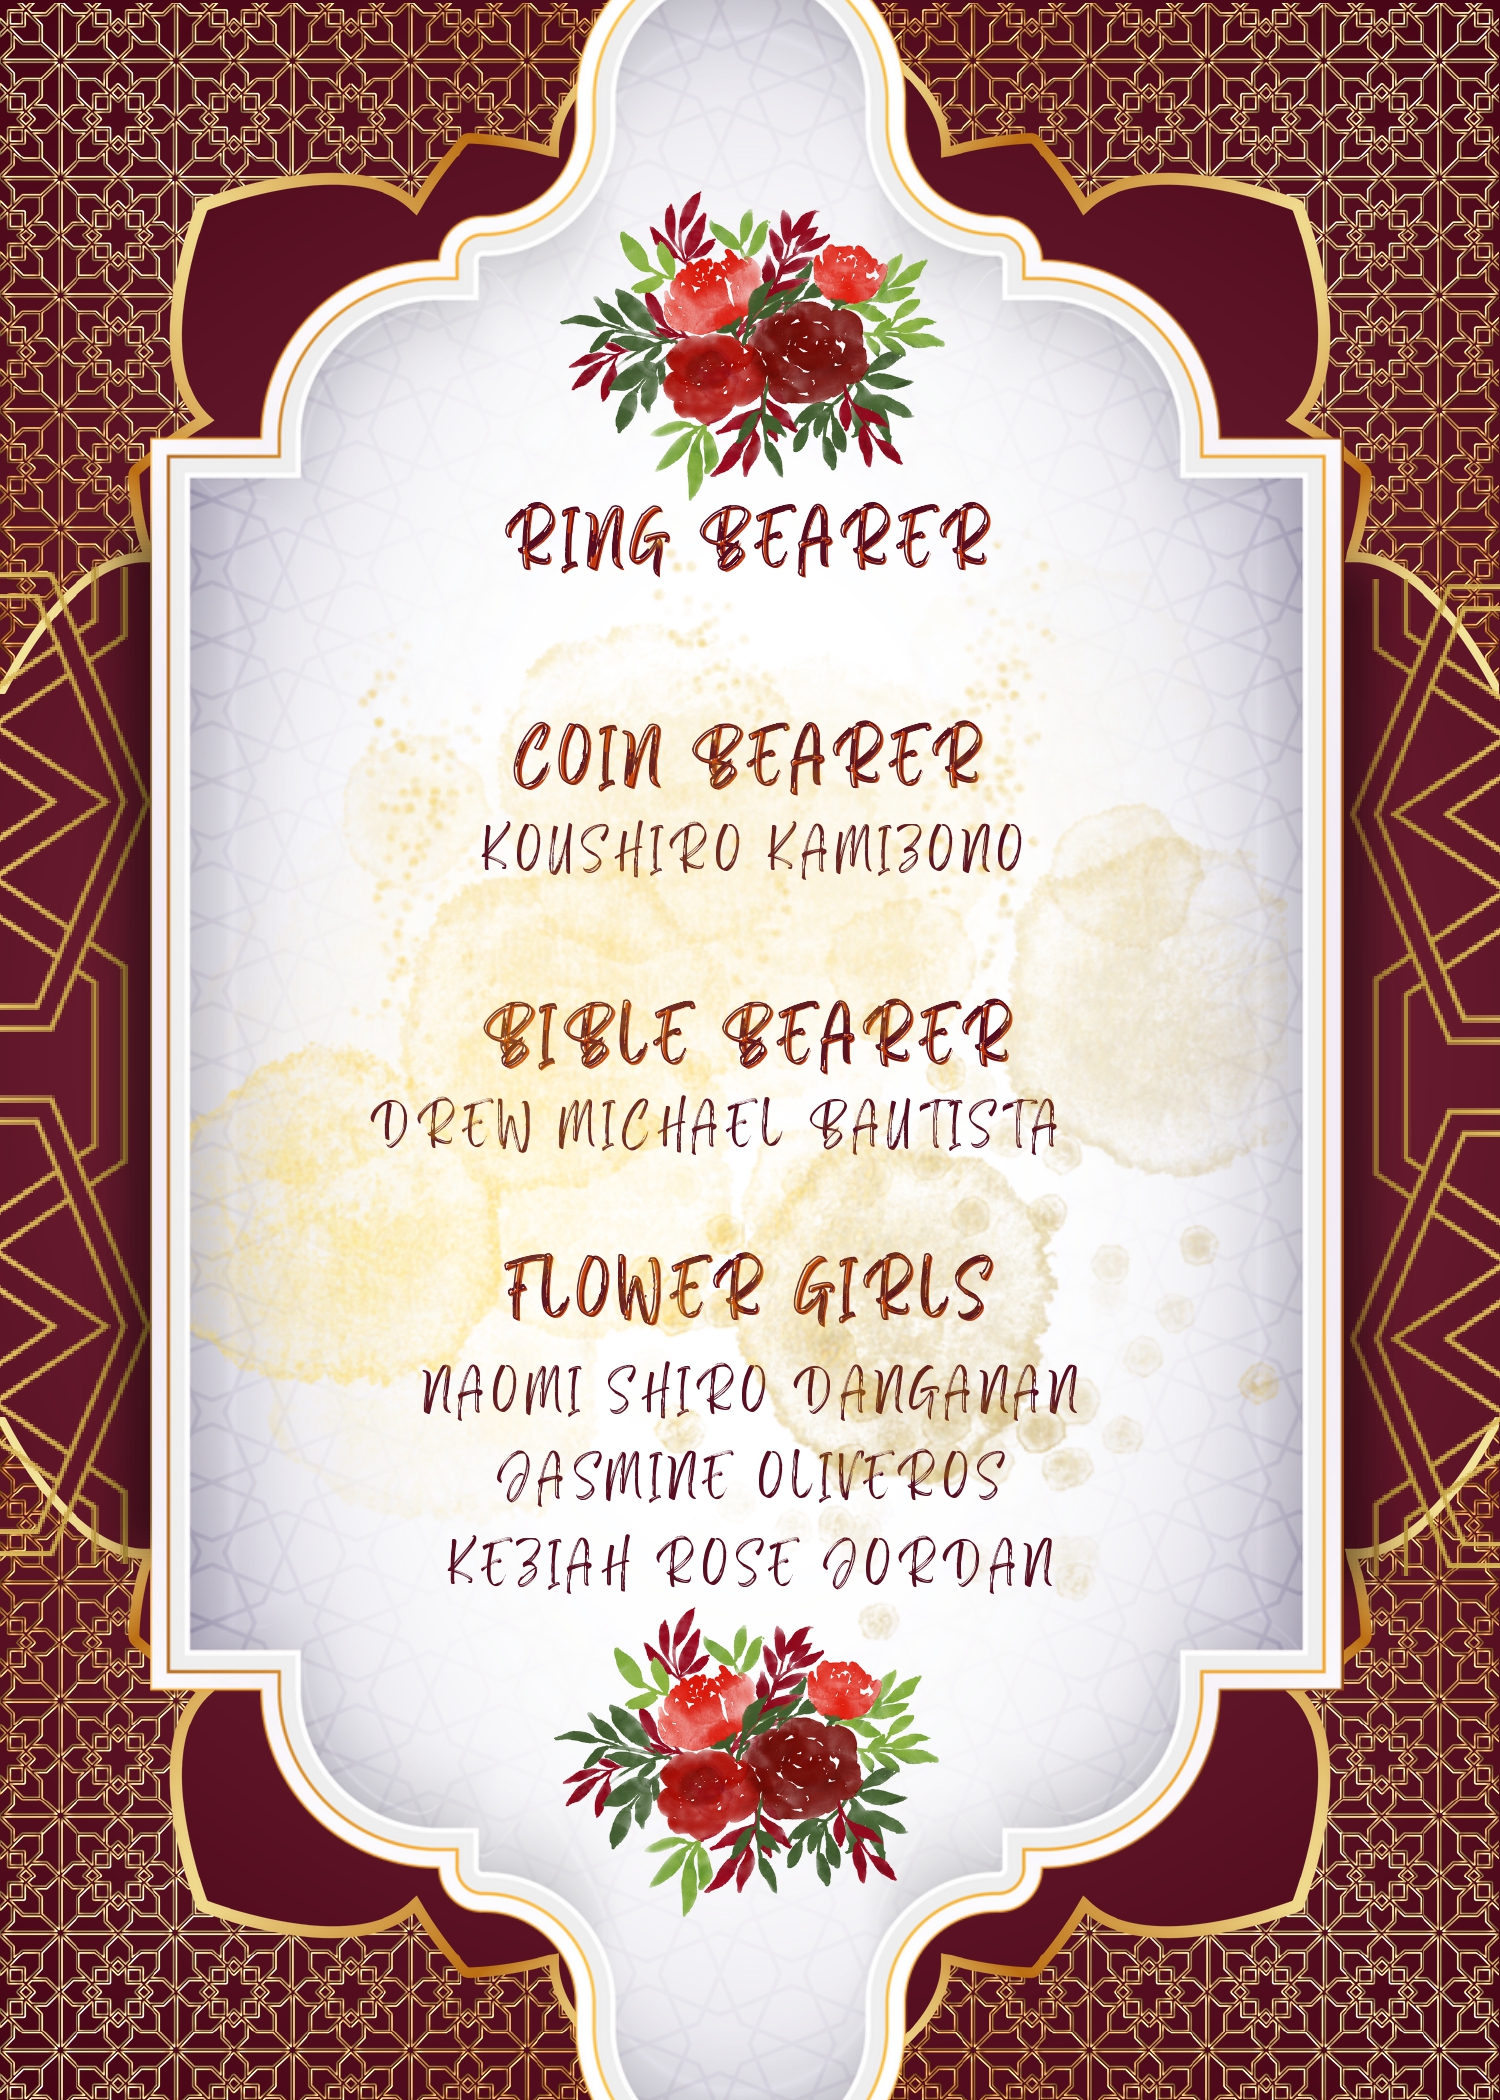 RING BEARER
COIN BEARER
KOUSHIRO KAMIZONO
BIBLE BEARER
DREW MICHAEL BAUTISTA
FLOWER GIRLS
NAOMI SHIRO DANGANAN
JASMINE OLIVEROS
KEZIAH ROSE JORDAN